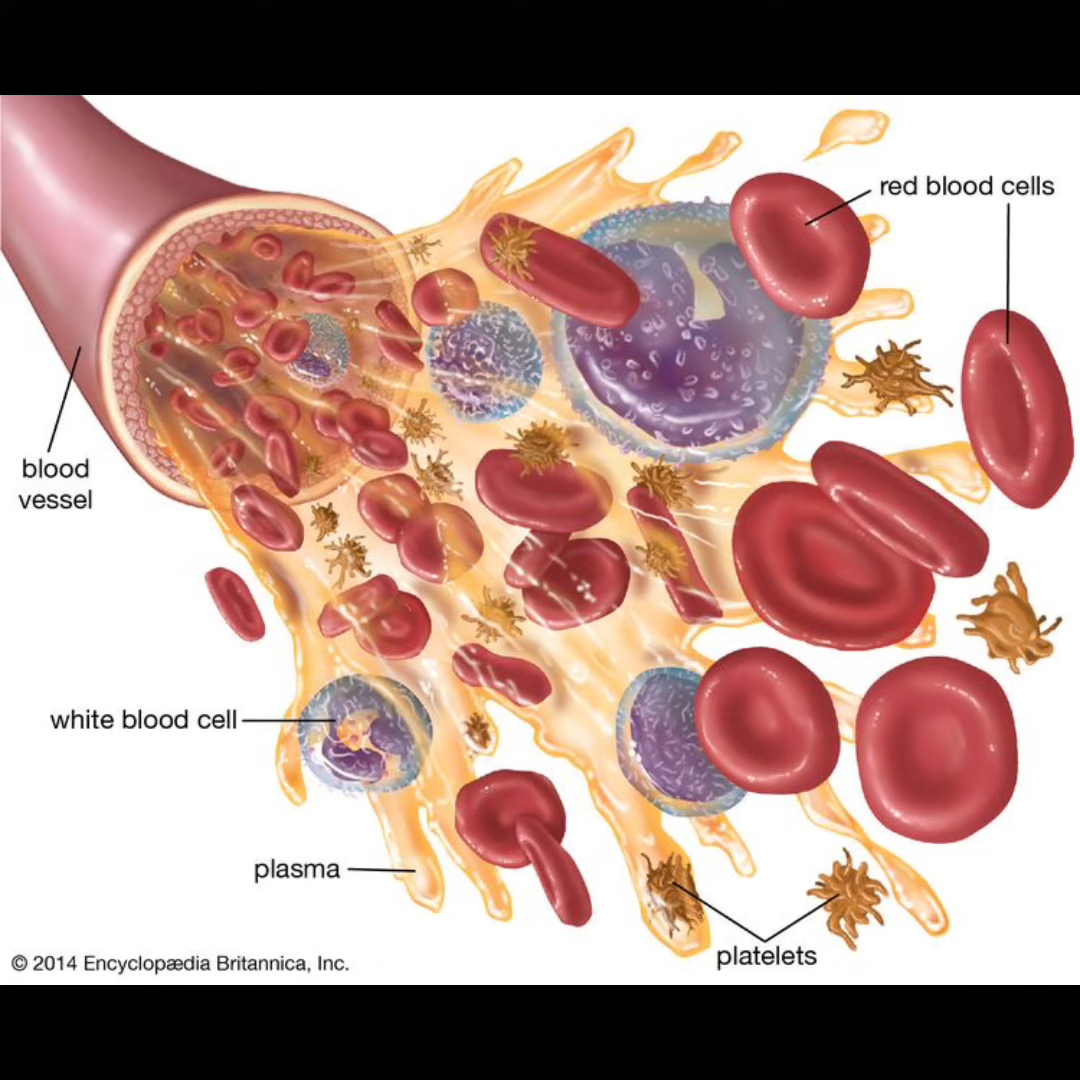 red blood cells
blood
vessel
white blood cell
plasma
platelets
© 2014 Encyclopædia Britannica, Inc.